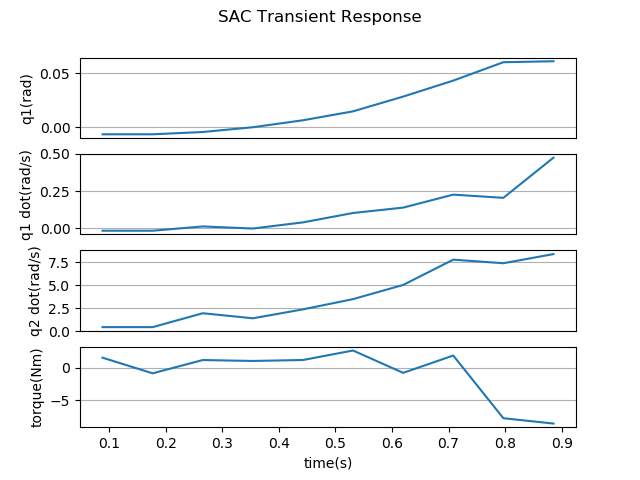 SAC Transient Response
q1(rad)
0.05
0.00
q1 dot(rad/s)
0.50
0.25
0.00
q2 dot(rad/s)
7.5
5.0
2.5
0.0
torque(Nm)
0
−5
0.1 0.2 0.3 0.4 0.5 0.6 0.7 0.8 0.9
time(s)